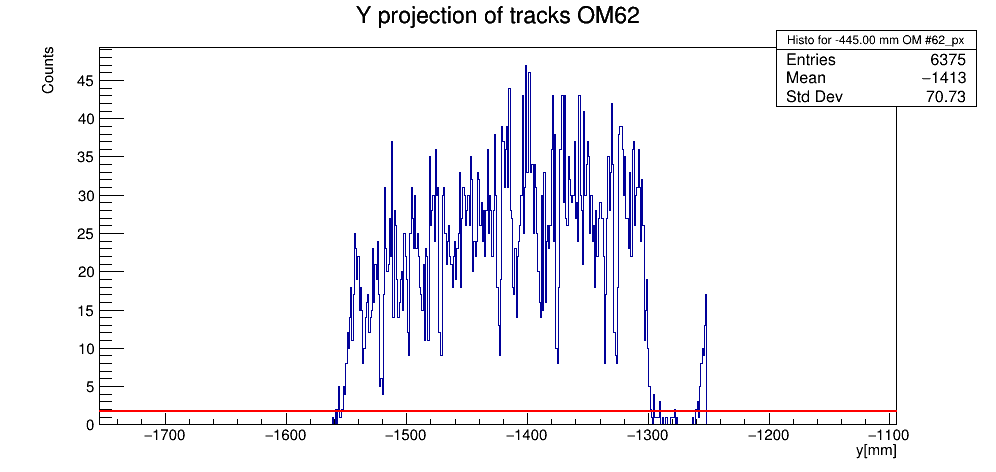 Y projection of tracks OM62
Histo for -445.00 mm OM #62_px
Entries 6375
Mean −1413
Std Dev 70.73
Counts
45
40
35
30
25
20
15
10
5
0
−1700 −1600 −1500 −1400 −1300 −1200 −1100
y[mm]